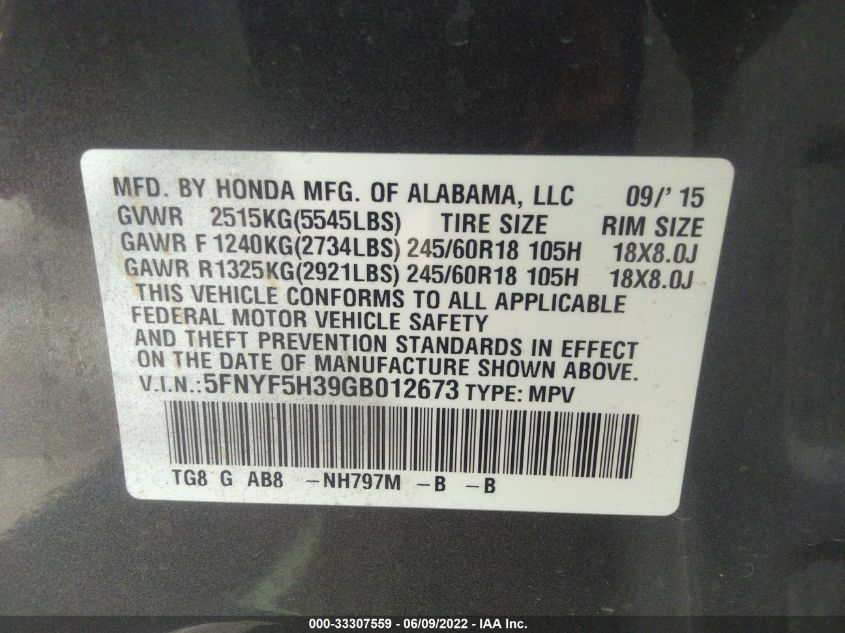 MFD. BY HONDA MFG. OF ALABAMA, LLC 09/' 15
GVWR 2515KG(5545LBS) TIRE SIZE RIM SIZE
GAWR F 1240KG(2734LBS) 245/60R18 105H 18X8.0J
GAWR R1325KG(2921LBS) 245/60R18 105H 18X8.0J
THIS VEHICLE CONFORMS TO ALL APPLICABLE
FEDERAL MOTOR VEHICLE SAFETY
AND THEFT PREVENTION STANDARDS IN EFFECT
ON THE DATE OF MANUFACTURE SHOWN ABOVE.
V.I.N.:5FNYF5H39GB012673 TYPE: MPV
TG8 G AB8 -NH797M -B -B
000-33307559 - 06/09/2022 - IAA Inc.